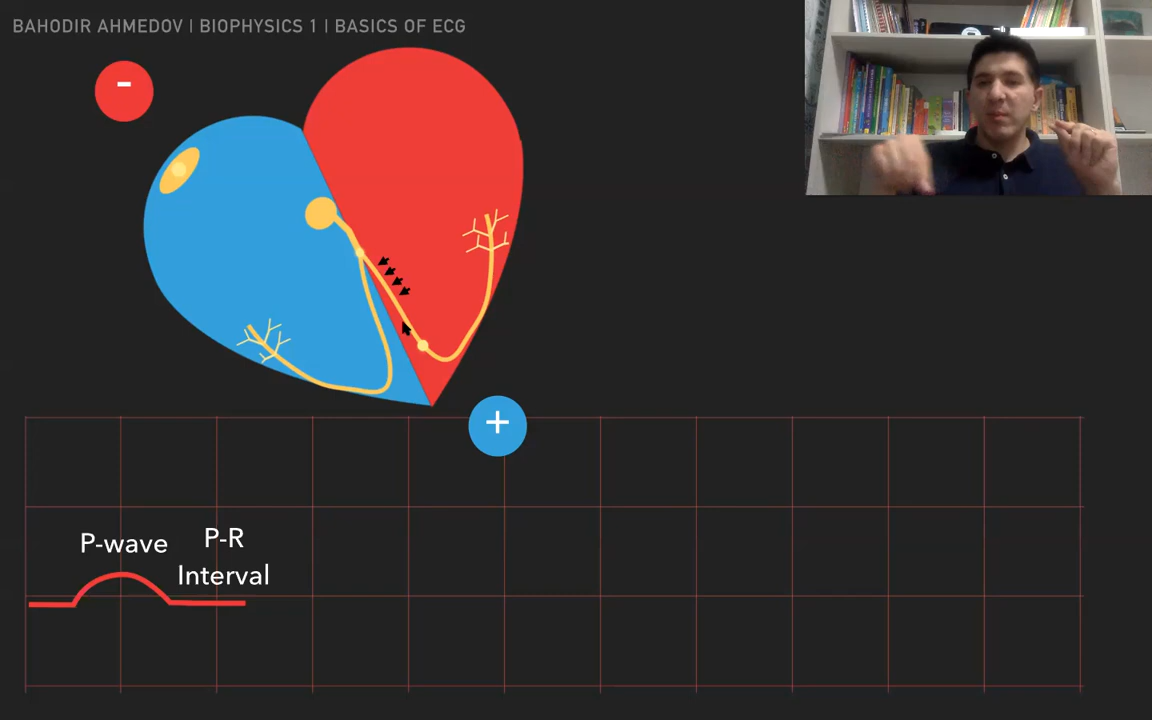 BAHODIR AHMEDOV | BIOPHYSICS 1 | BASICS OF ECG
-
+
P-wave
P-R
Interval